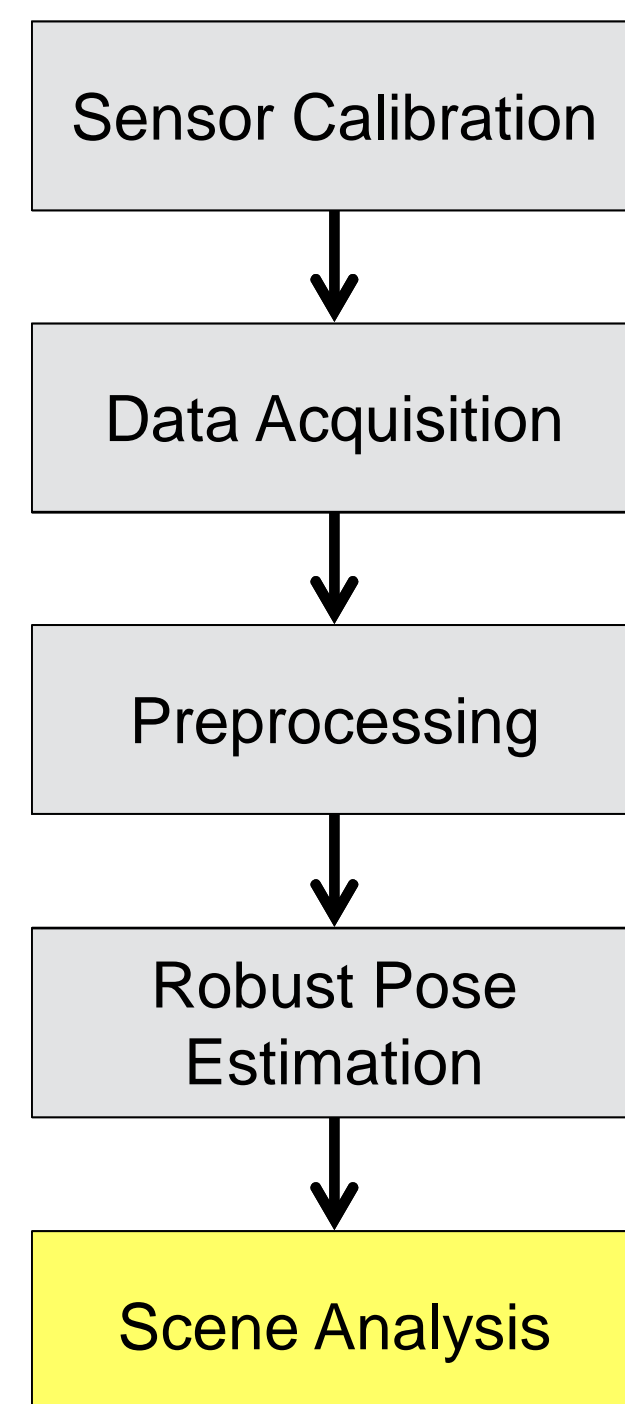 Sensor Calibration
Data Acquisition
Preprocessing
Robust Pose
Estimation
Scene Analysis